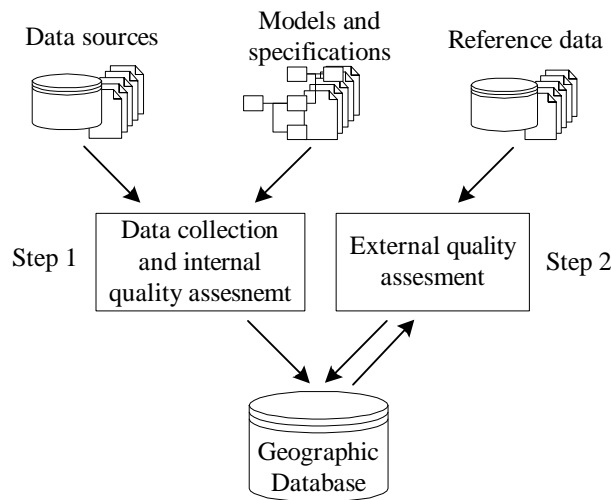 Data sources
Models and
specifications
Reference data
Step 1
Data collection
and internal
quality assesnemt
External quality
assesment
Step 2
Geographic
Database